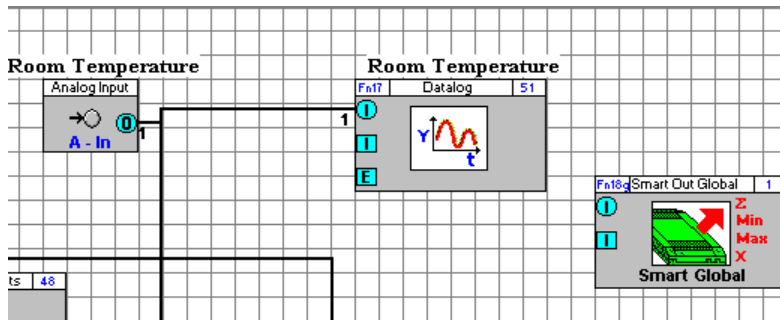 Room Temperature
Analog Input
O
1
A - In
Room Temperature
Fn17 Datalog 51
I
1
Y
t
I
E
Fn18g Smart Out Global 1
I
Σ
Min
I
Max
X
Smart Global
ts 48